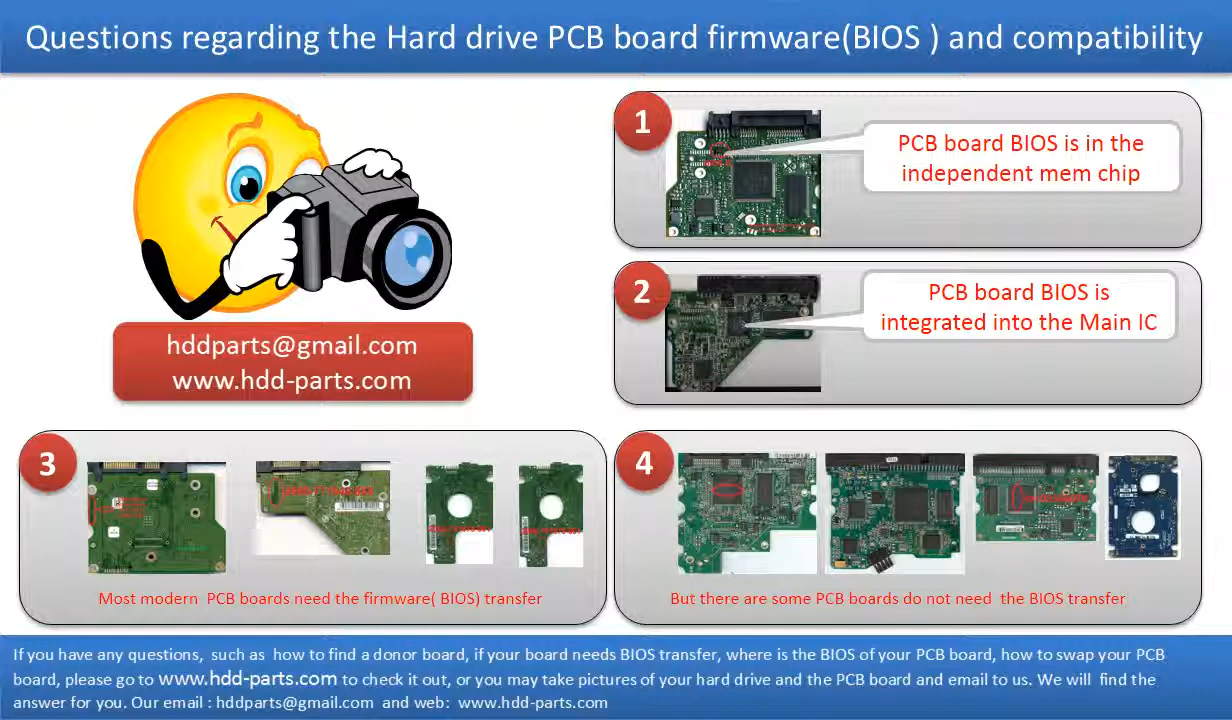 Questions regarding the Hard drive PCB board firmware(BIOS ) and compatibility
hddparts@gmail.com
www.hdd-parts.com
1
PCB board BIOS is in the
independent mem chip
2
PCB board BIOS is
integrated into the Main IC
3
Most modern PCB boards need the firmware( BIOS) transfer
4
But there are some PCB boards do not need the BIOS transfer
If you have any questions, such as how to find a donor board, if your board needs BIOS transfer, where is the BIOS of your PCB board, how to swap your PCB
board, please go to www.hdd-parts.com to check it out, or you may take pictures of your hard drive and the PCB board and email to us. We will find the
answer for you. Our email : hddparts@gmail.com and web: www.hdd-parts.com